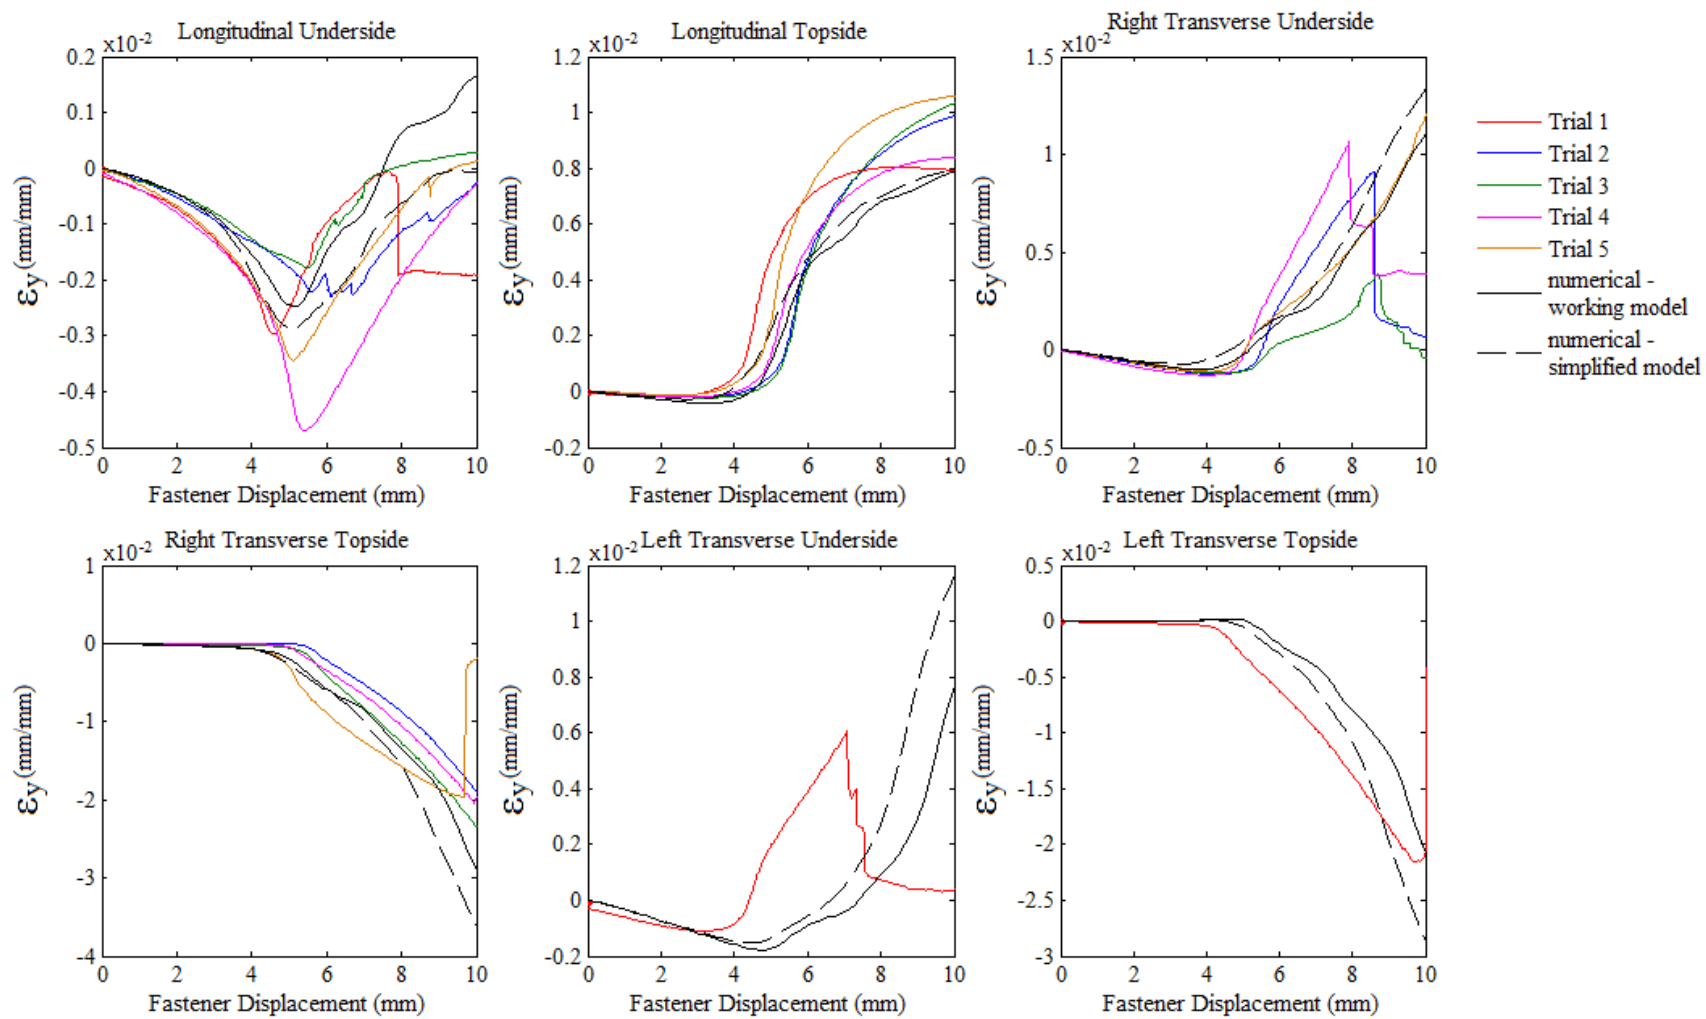 Longitudinal Underside
x10-2
0.2
0.1
0
-0.1
-0.2
-0.3
-0.4
-0.5
0 2 4 6 8 10
Fastener Displacement (mm)
εy(mm/mm)
Longitudinal Topside
x10-2
1.2
1
0.8
0.6
0.4
0.2
0
-0.2
0 2 4 6 8 10
Fastener Displacement (mm)
εy(mm/mm)
Right Transverse Underside
x10-2
1.5
1
0.5
0
-0.5
0 2 4 6 8 10
Fastener Displacement (mm)
εy(mm/mm)
Trial 1
Trial 2
Trial 3
Trial 4
Trial 5
numerical -
working model
numerical -
simplified model
Right Transverse Topside
x10-2
1
0
-1
-2
-3
-4
0 2 4 6 8 10
Fastener Displacement (mm)
εy(mm/mm)
Left Transverse Underside
x10-2
1.2
1
0.8
0.6
0.4
0.2
0
-0.2
0 2 4 6 8 10
Fastener Displacement (mm)
εy(mm/mm)
Left Transverse Topside
x10-2
0.5
0
-0.5
-1
-1.5
-2
-2.5
-3
0 2 4 6 8 10
Fastener Displacement (mm)
εy(mm/mm)